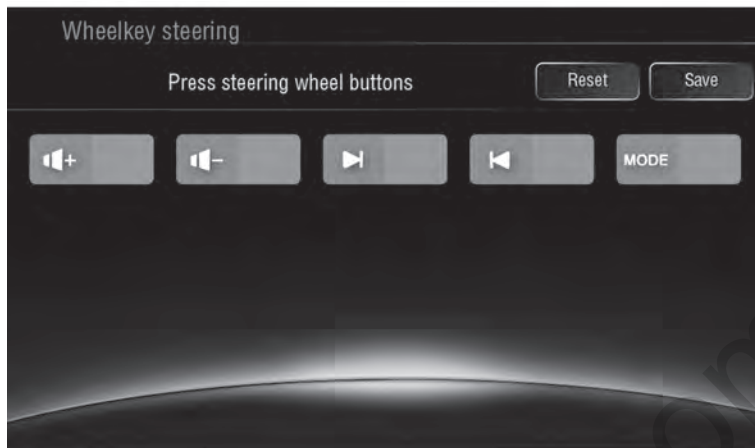 Wheelkey steering
Press steering wheel buttons
Reset
Save
+
-
MODE